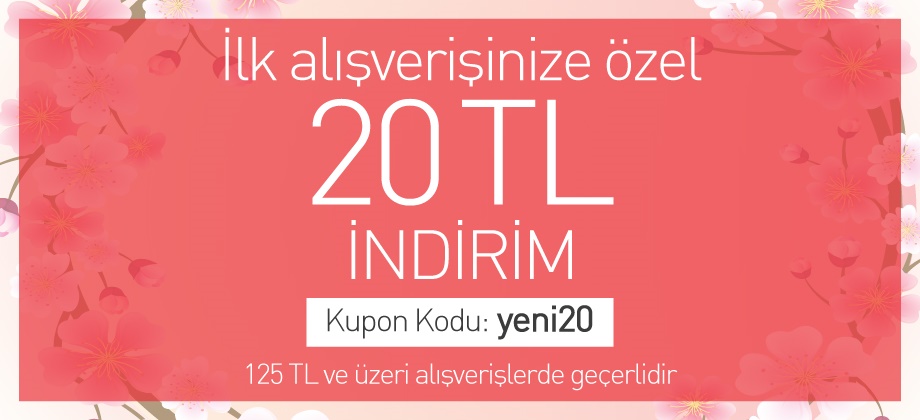 İlk alışverişinize özel
20 TL
İNDİRİM
Kupon Kodu: yeni20
125 TL ve üzeri alışverişlerde geçerlidir